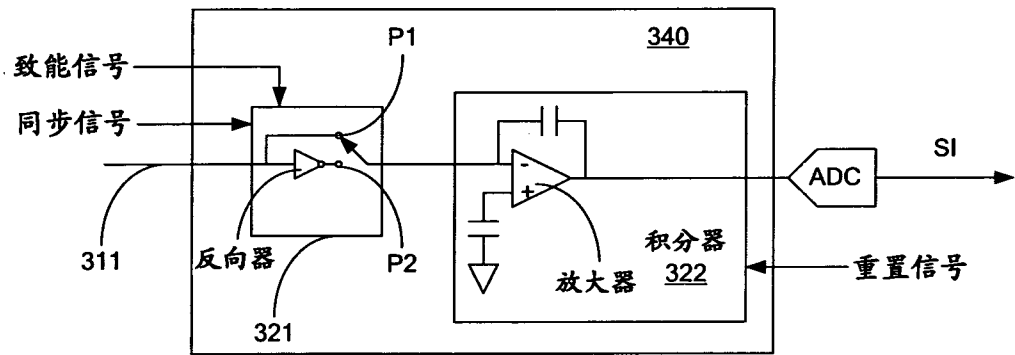 340
P1
致能信号
同步信号
311
反向器
P2
321
-
+
放大器
积分器
322
ADC
SI
重置信号